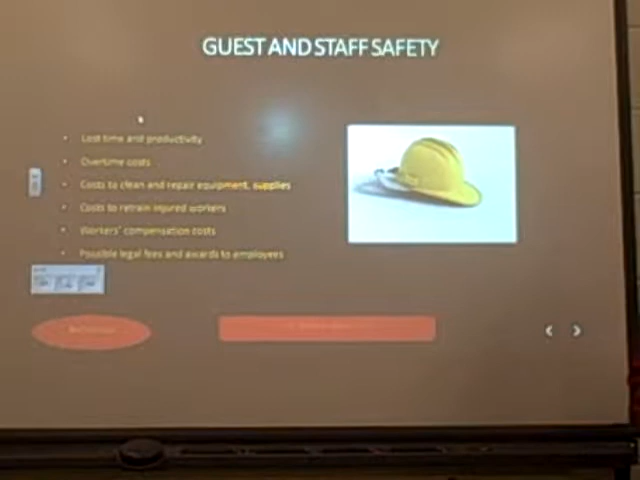 GUEST AND STAFF SAFETY
• Lost time and productivity
• Overtime costs
• Costs to clean and repair equipment, supplies
• Costs to retrain injured workers
• Workers' compensation costs
• Possible legal fees and awards to employees